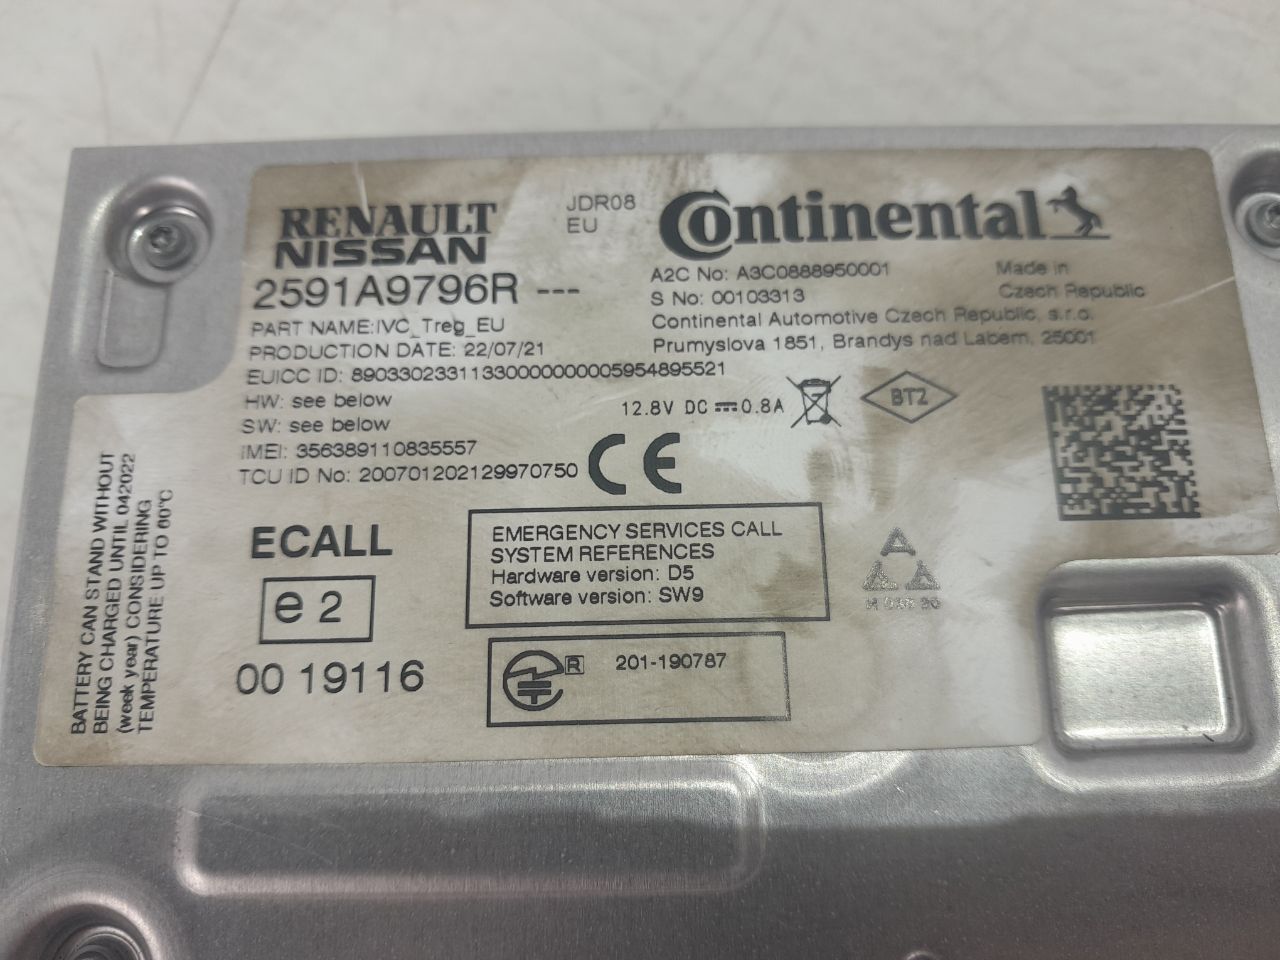 RENAULT
NISSAN
2591A9796R ---
PART NAME:IVC_Treg_EU
PRODUCTION DATE: 22/07/21
EUICC ID: 89033023311330000000005954895521
HW: see below
SW: see below
IMEI: 356389110835557
TCU ID No: 200701202129970750
JDR08
EU
Continental
A2C No: A3C0888950001
S No: 00103313
Made in
Czech Republic
Continental Automotive Czech Republic, s.r.o.
Prumyslova 1851, Brandys nad Labem, 25001
12.8V DC ⎓ 0.8A
BTZ
CE
ECALL
e2
00 19116
EMERGENCY SERVICES CALL
SYSTEM REFERENCES
Hardware version: D5
Software version: SW9
R 201-190787
BATTERY CAN STAND WITHOUT
BEING CHARGED UNTIL 042022
(week year) CONSIDERING
TEMPERATURE UP TO 60°C